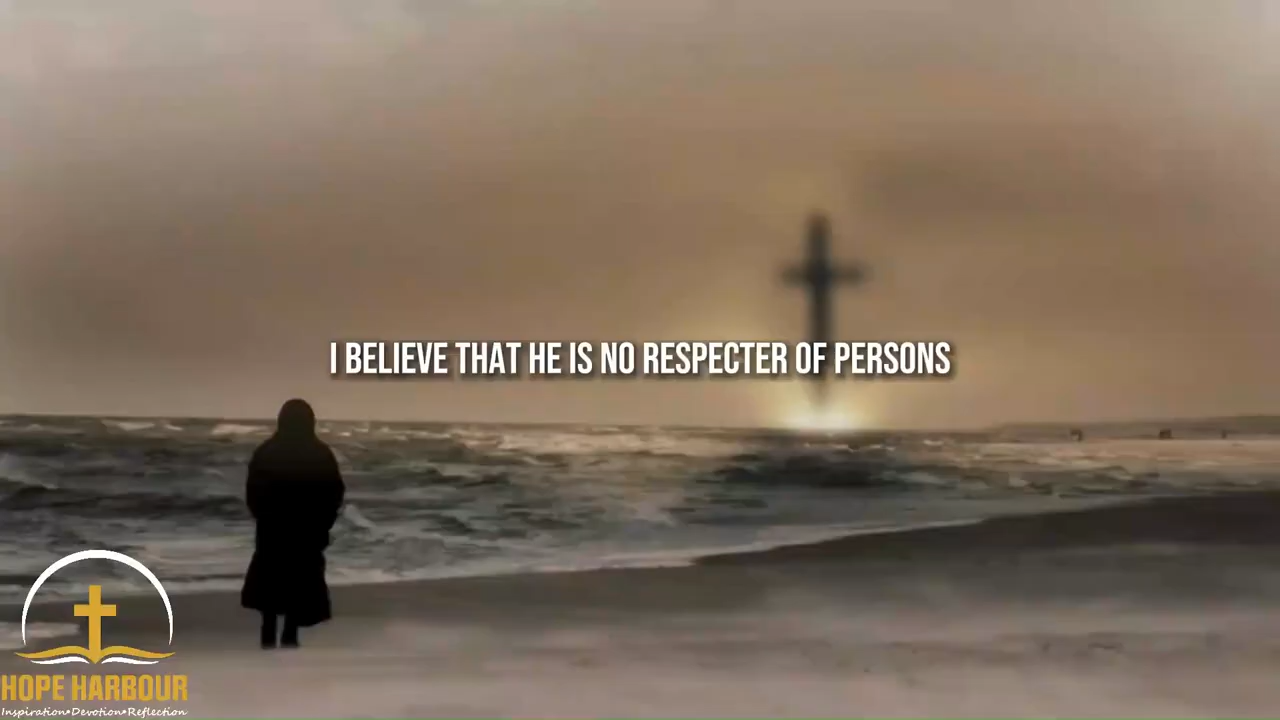 I BELIEVE THAT HE IS NO RESPECTER OF PERSONS
HOPE HARBOUR
Inspiration•Devotion•Reflection